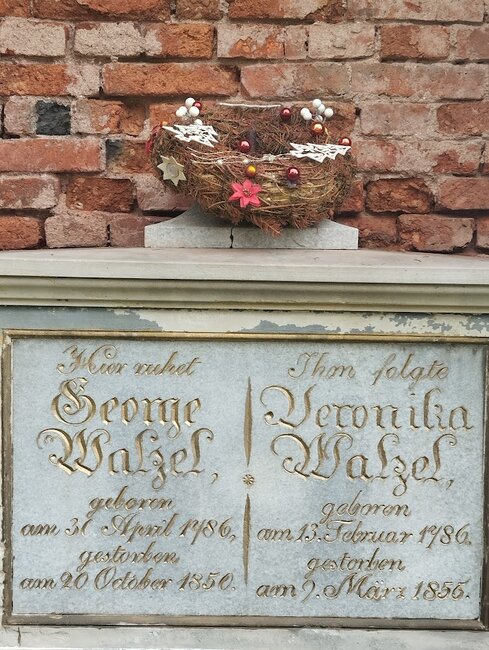 Hier ruhet
George
Walzel,
geboren
am 30 April 1786,
gestorben
am 20 October 1850.
Ihm folgte
Veronika
Walzel,
geboren
am 13. Februar 1786.
gestorben
am 9. März 1856.